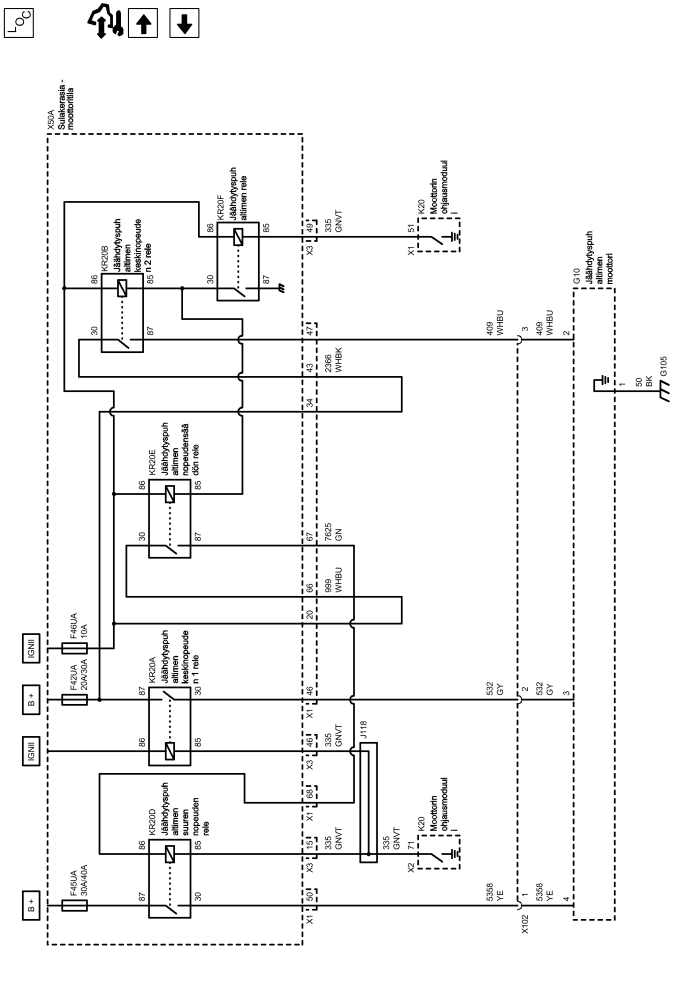 LOC
X50A
Sulakerasia -
moottoritila
B +
IGNII
B +
IGNII
F45UA
30A/40A
F42UA
20A/30A
F46UA
10A
KR20D
Jäähdytyspuh
altimen
suuren
nopeuden
rele
87
86
30
85
KR20A
Jäähdytyspuh
altimen
keskinopeude
n 1 rele
86
87
85
30
KR20E
Jäähdytyspuh
altimen
nopeudensää
dön rele
30
86
87
85
KR20B
Jäähdytyspuh
altimen
keskinopeude
n 2 rele
30
86
87
85
KR20F
Jäähdytyspuh
altimen rele
30
86
87
85
X1
50
X3
15
X1
68
X3
46
X1
46
20
66
67
34
43
47
X3
49
335
GNVT
335
GNVT
999
WHBU
7625
GN
2366
WHBK
335
GNVT
J118
335
GNVT
X2
71
K20
Moottorin
ohjausmoduul
i
X1
51
K20
Moottorin
ohjausmoduul
i
5358
YE
532
GY
409
WHBU
X102
1
2
3
5358
YE
532
GY
409
WHBU
4
3
2
G10
Jäähdytyspuh
altimen
moottori
1
50
BK
G105